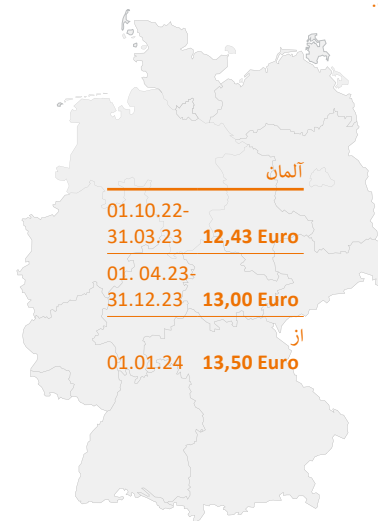 آلمان
01.10.22-
31.03.23 12,43 Euro
01. 04.23-
31.12.23 13,00 Euro
از
01.01.24 13,50 Euro